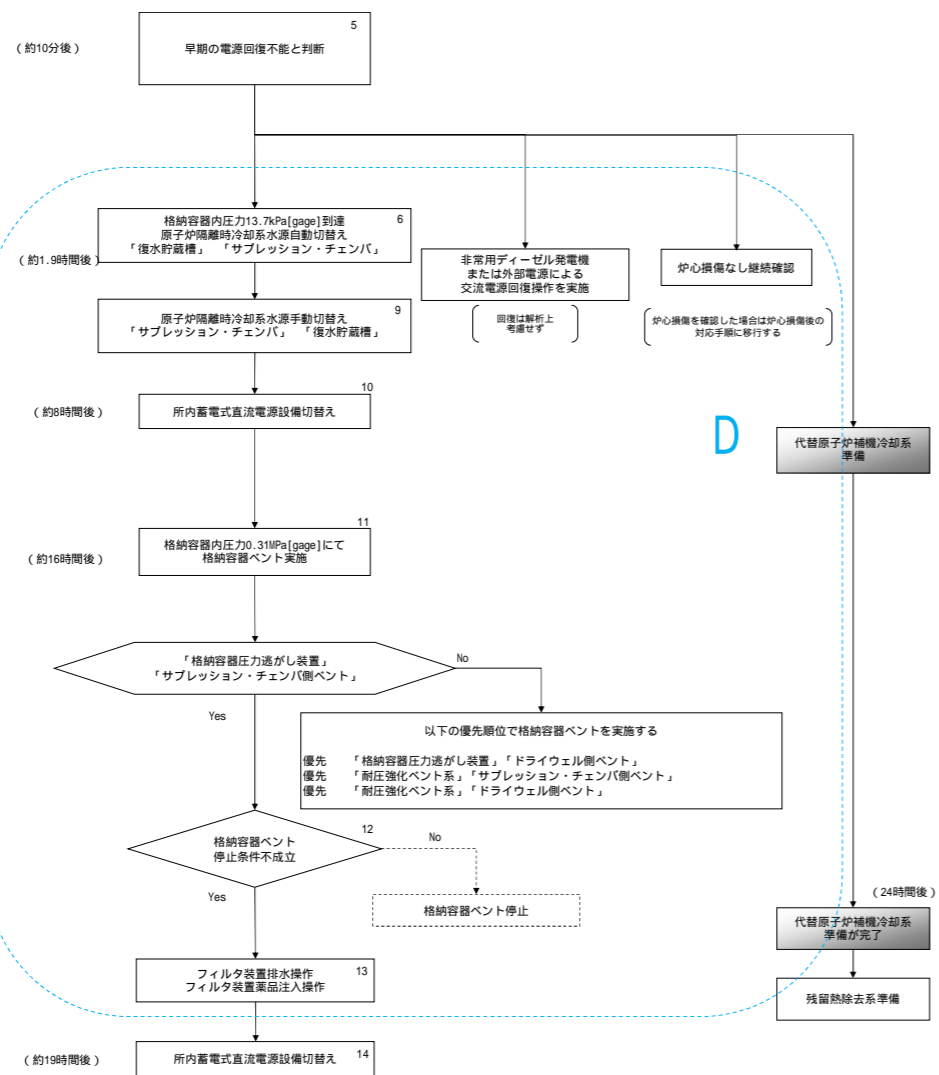 5
(約10分後)
早期の電源回復不能と判断
格納容器内圧力13.7kPa[gage]到達
6
原子炉隔離時冷却系水源自動切替え
「復水貯蔵槽」 「サプレッション・チェンバ」
(約1.9時間後)
非常用ディーゼル発電機
または外部電源による
交流電源回復操作を実施
回復は解析上
考慮せず
炉心損傷なし継続確認
炉心損傷を確認した場合は炉心損傷後の
対応手順に移行する
9
原子炉隔離時冷却系水源手動切替え
「サプレッション・チェンバ」 「復水貯蔵槽」
10
(約8時間後)
所内蓄電式直流電源設備切替え
D
代替原子炉補機冷却系
準備
11
(約16時間後)
格納容器内圧力0.31MPa[gage]にて
格納容器ベント実施
「格納容器圧力逃がし装置」
「サプレッション・チェンバ側ベント」
No
Yes
以下の優先順位で格納容器ベントを実施する
優先 「格納容器圧力逃がし装置」「ドライウェル側ベント」
優先 「耐圧強化ベント系」「サプレッション・チェンバ側ベント」
優先 「耐圧強化ベント系」「ドライウェル側ベント」
12
格納容器ベント
停止条件不成立
No
Yes
格納容器ベント停止
(24時間後)
代替原子炉補機冷却系
準備が完了
残留熱除去系準備
13
フィルタ装置排水操作
フィルタ装置薬品注入操作
14
(約19時間後)
所内蓄電式直流電源設備切替え